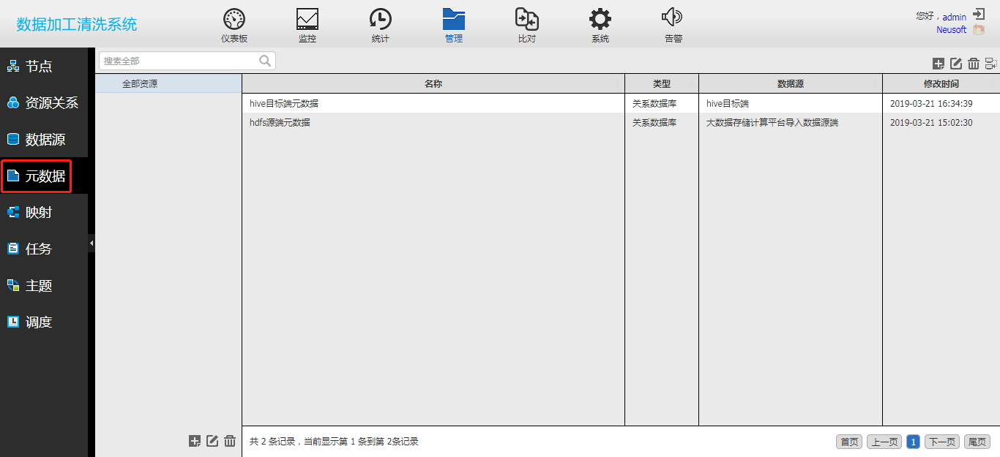 数据加工清洗系统
仪表板
监控
统计
管理
比对
系统
告警
您好，admin
Neusoft
节点
资源关系
数据源
元数据
映射
任务
主题
调度
搜索全部
全部资源
名称 类型 数据源 修改时间
hive目标端元数据 关系数据库 hive目标端 2019-03-21 16:34:39
hdfs源端元数据 关系数据库 大数据存储计算平台导入数据源端 2019-03-21 15:02:30
共 2 条记录，当前显示第 1 条到第 2条记录
首页 上一页 1 下一页 尾页